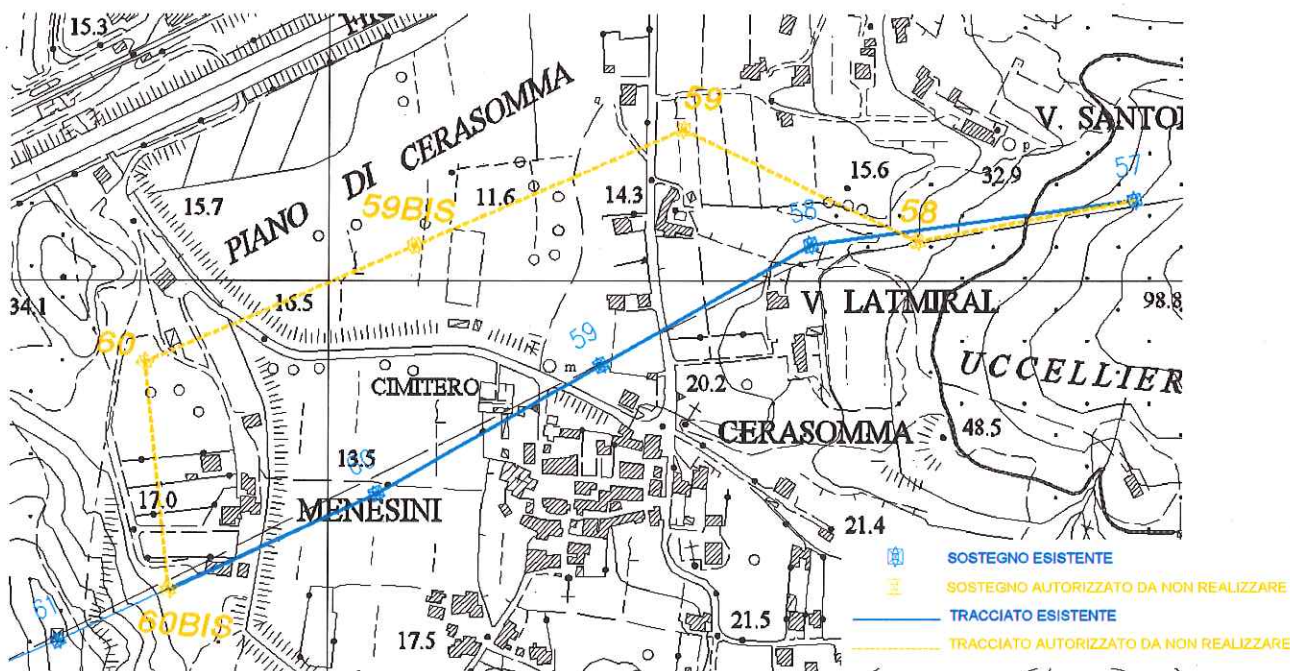 15.3
59
V. SANTO
PIANO DI CERASOMMA
15.6
32.9
57
11.6
14.3
15.7
59BIS
58
58
16.5
V. LATMIRAL
98.8
34.1
60
59
m
p
CIMITERO
20.2
UCCELLIER
CERASOMMA
48.5
13.5
60
MENESINI
17.0
21.4
61
60BIS
17.5
21.5
SOSTEGNO ESISTENTE
SOSTEGNO AUTORIZZATO DA NON REALIZZARE
TRACCIATO ESISTENTE
TRACCIATO AUTORIZZATO DA NON REALIZZARE